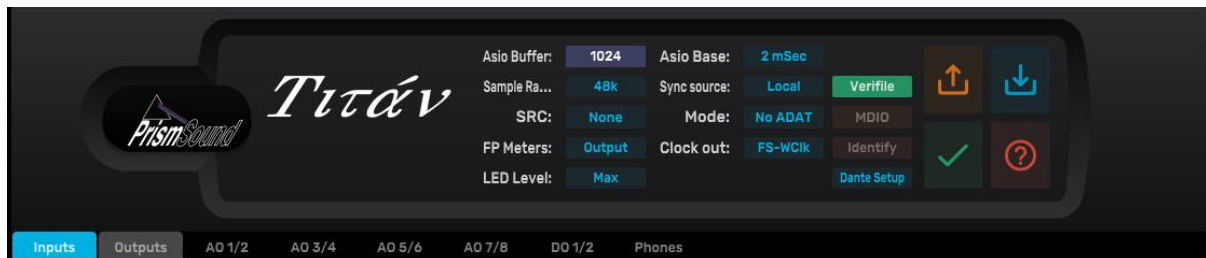 PrismSound
Τιτάν
Asio Buffer: 1024 Asio Base: 2 mSec
Sample Ra... 48k Sync source: Local Verifile
SRC: None Mode: No ADAT MDIO
FP Meters: Output Clock out: FS-WClk Identify
LED Level: Max Dante Setup
Inputs Outputs AO 1/2 AO 3/4 AO 5/6 AO 7/8 DO 1/2 Phones